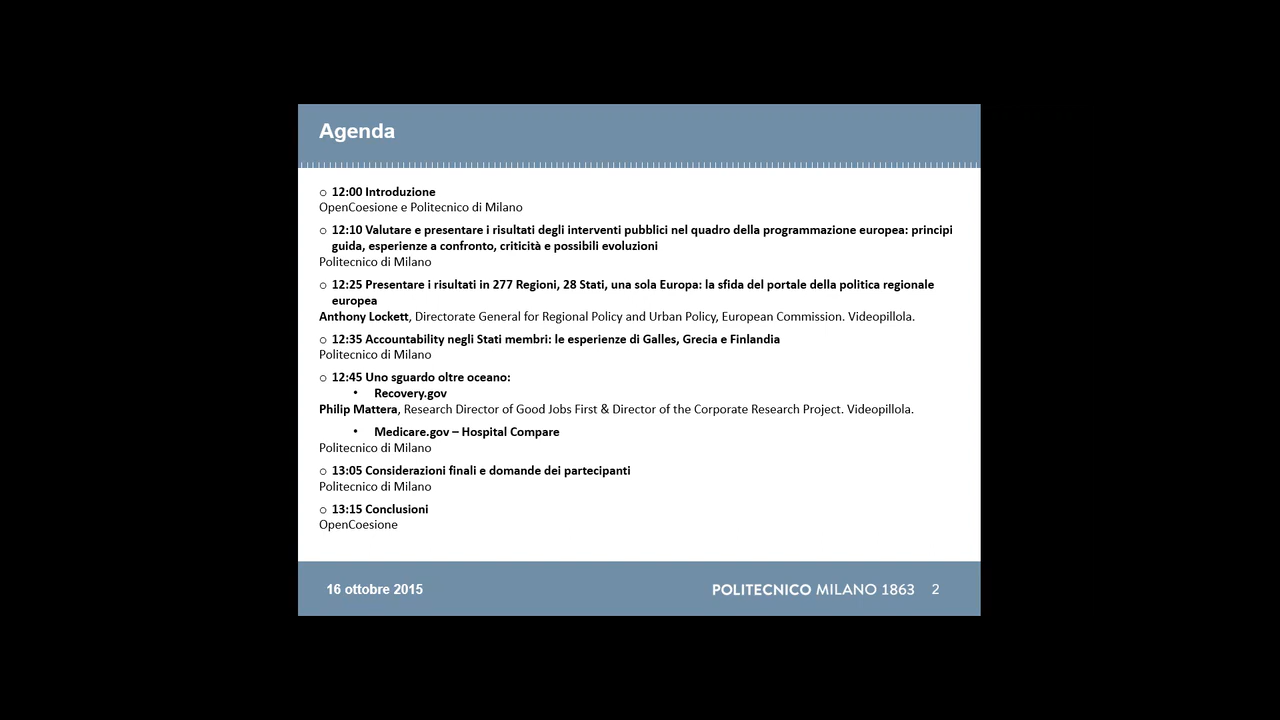 Agenda
○ 12:00 Introduzione
OpenCoesione e Politecnico di Milano
○ 12:10 Valutare e presentare i risultati degli interventi pubblici nel quadro della programmazione europea: principi
guida, esperienze a confronto, criticità e possibili evoluzioni
Politecnico di Milano
○ 12:25 Presentare i risultati in 277 Regioni, 28 Stati, una sola Europa: la sfida del portale della politica regionale
europea
Anthony Lockett, Directorate General for Regional Policy and Urban Policy, European Commission. Videopillola.
○ 12:35 Accountability negli Stati membri: le esperienze di Galles, Grecia e Finlandia
Politecnico di Milano
○ 12:45 Uno sguardo oltre oceano:
• Recovery.gov
Philip Mattera, Research Director of Good Jobs First & Director of the Corporate Research Project. Videopillola.
• Medicare.gov – Hospital Compare
Politecnico di Milano
○ 13:05 Considerazioni finali e domande dei partecipanti
Politecnico di Milano
○ 13:15 Conclusioni
OpenCoesione
16 ottobre 2015 POLITECNICO MILANO 1863 2